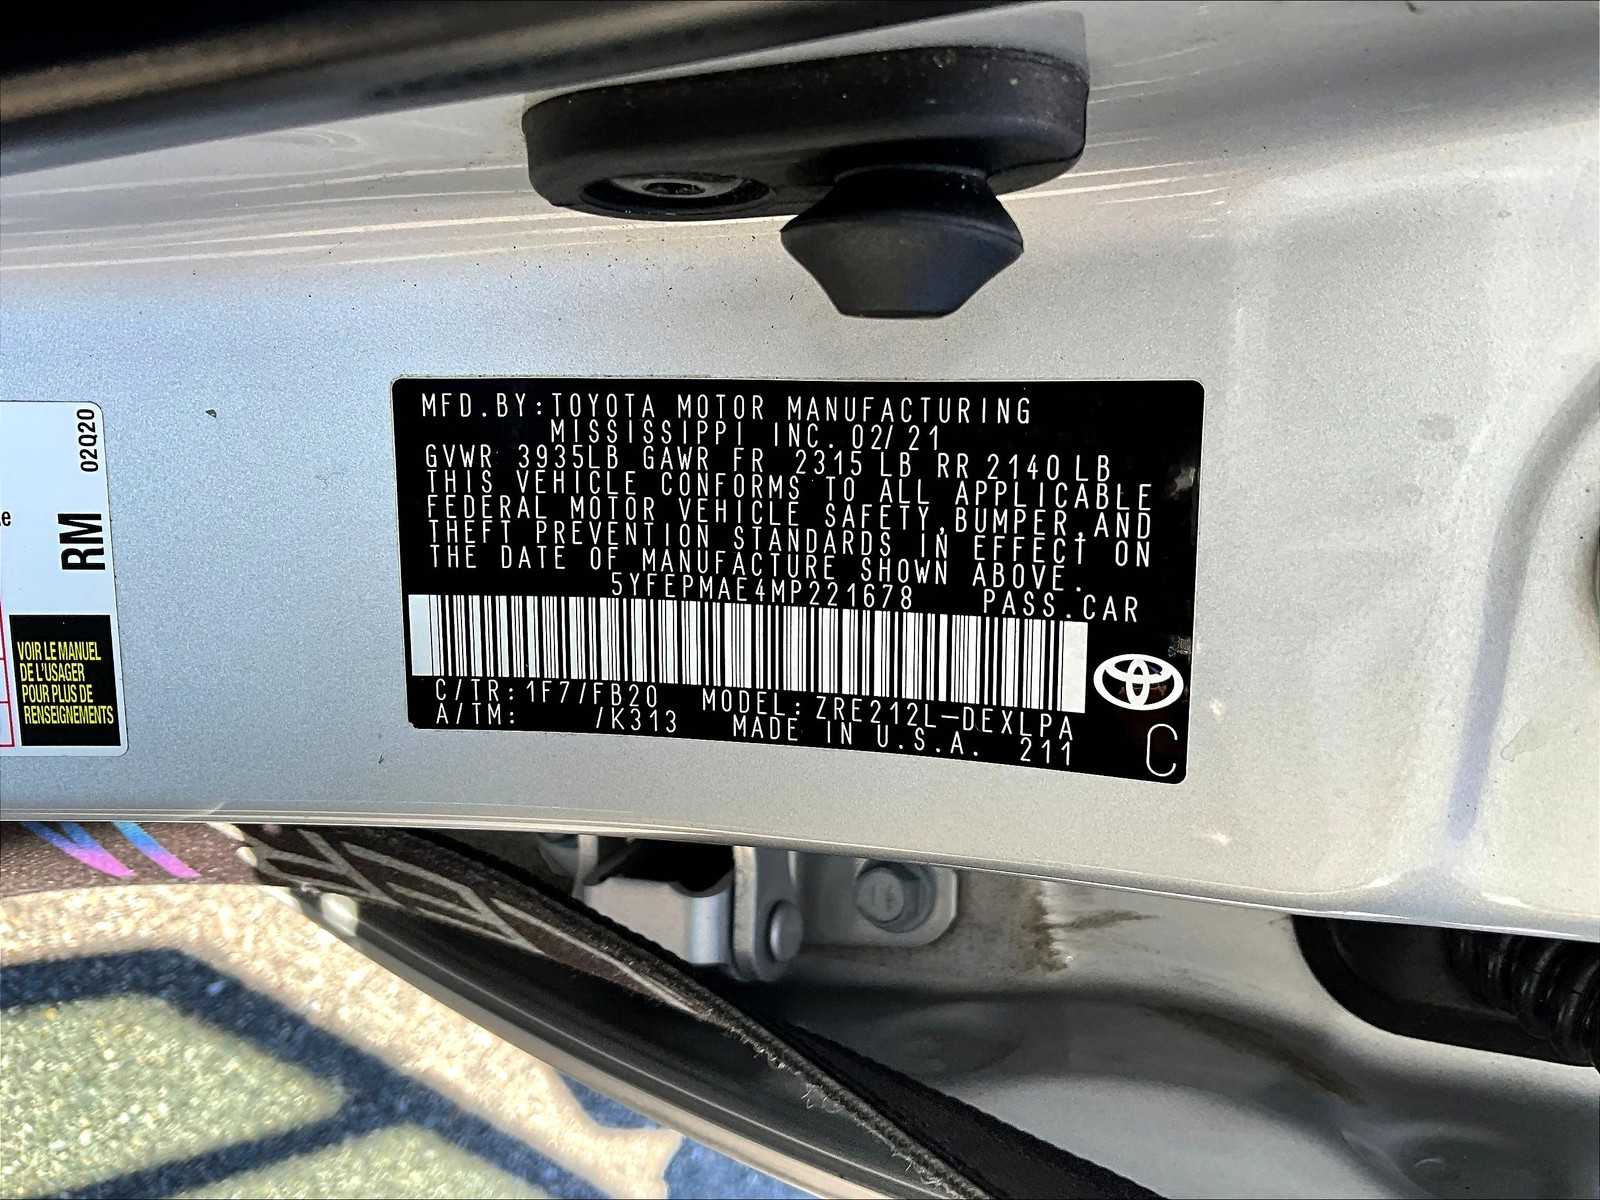 MFD.BY:TOYOTA MOTOR MANUFACTURING
MISSISSIPPI INC. 02/21
GVWR 3935LB GAWR FR 2315 LB RR 2140 LB
THIS VEHICLE CONFORMS TO ALL APPLICABLE
FEDERAL MOTOR VEHICLE SAFETY,BUMPER,AND
THEFT PREVENTION STANDARDS IN EFFECT ON
THE DATE OF MANUFACTURE SHOWN ABOVE.
5YFEPMAE4MP221678 PASS.CAR
C/TR:1F7/FB20 MODEL:ZRE212L-DEXLPA
A/TM: /K313 MADE IN U.S.A. 211
C
02Q20
RM
VOIR LE MANUEL
DE L'USAGER
POUR PLUS DE
RENSEIGNEMENTS